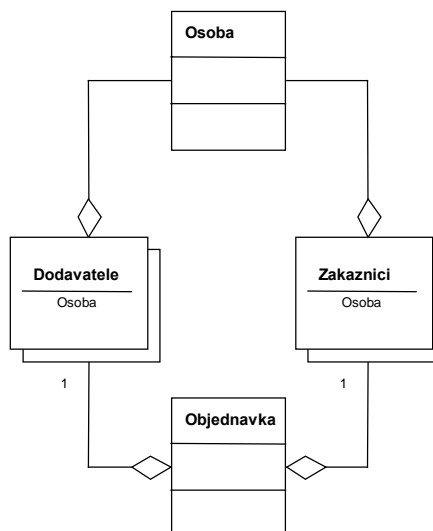 Osoba
Dodavatele
Osoba
Zakaznici
Osoba
1
1
Objednavka